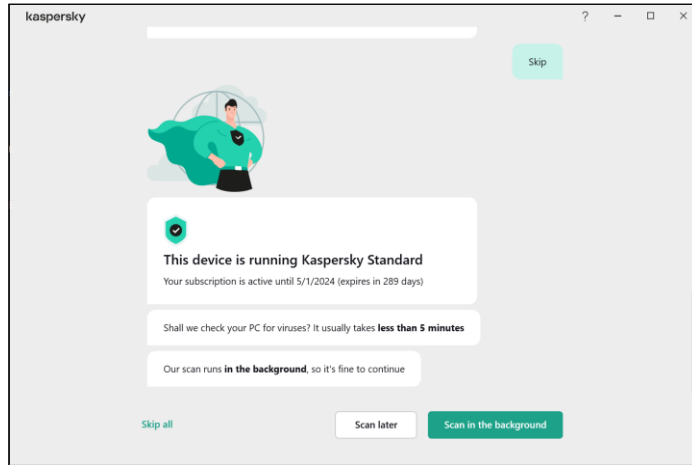 kaspersky
?
Skip
This device is running Kaspersky Standard
Your subscription is active until 5/1/2024 (expires in 289 days)
Shall we check your PC for viruses? It usually takes less than 5 minutes
Our scan runs in the background, so it's fine to continue
Skip all
Scan later
Scan in the background